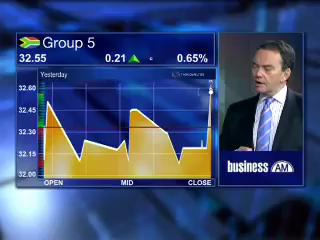 Group 5
32.55 0.21 0.65%
Yesterday
32.60
32.45
32.30
32.15
32.00
OPEN MID CLOSE
business AM